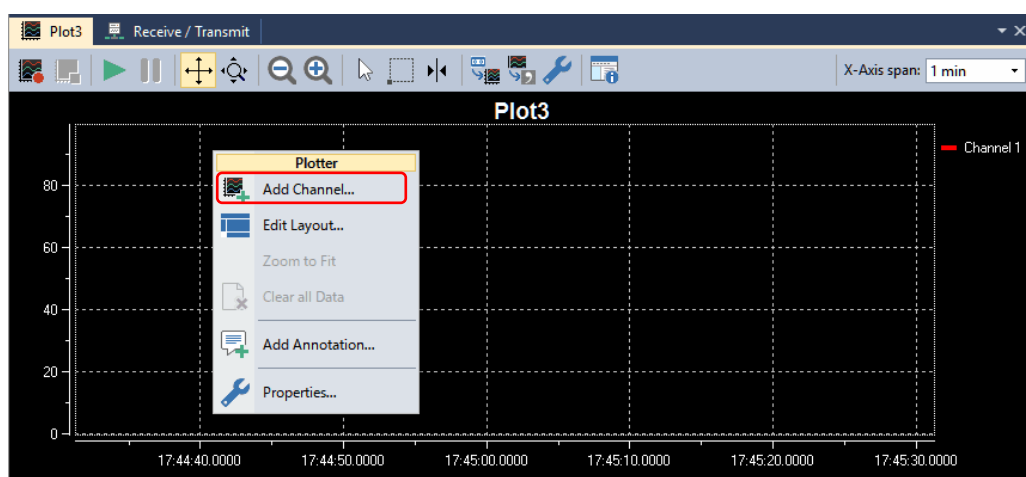 Plot3 Receive / Transmit
X-Axis span: 1 min
Plot3
Channel 1
Plotter
Add Channel...
Edit Layout...
Zoom to Fit
Clear all Data
Add Annotation...
Properties...
80
60
40
20
0
17:44:40.0000 17:44:50.0000 17:45:00.0000 17:45:10.0000 17:45:20.0000 17:45:30.0000